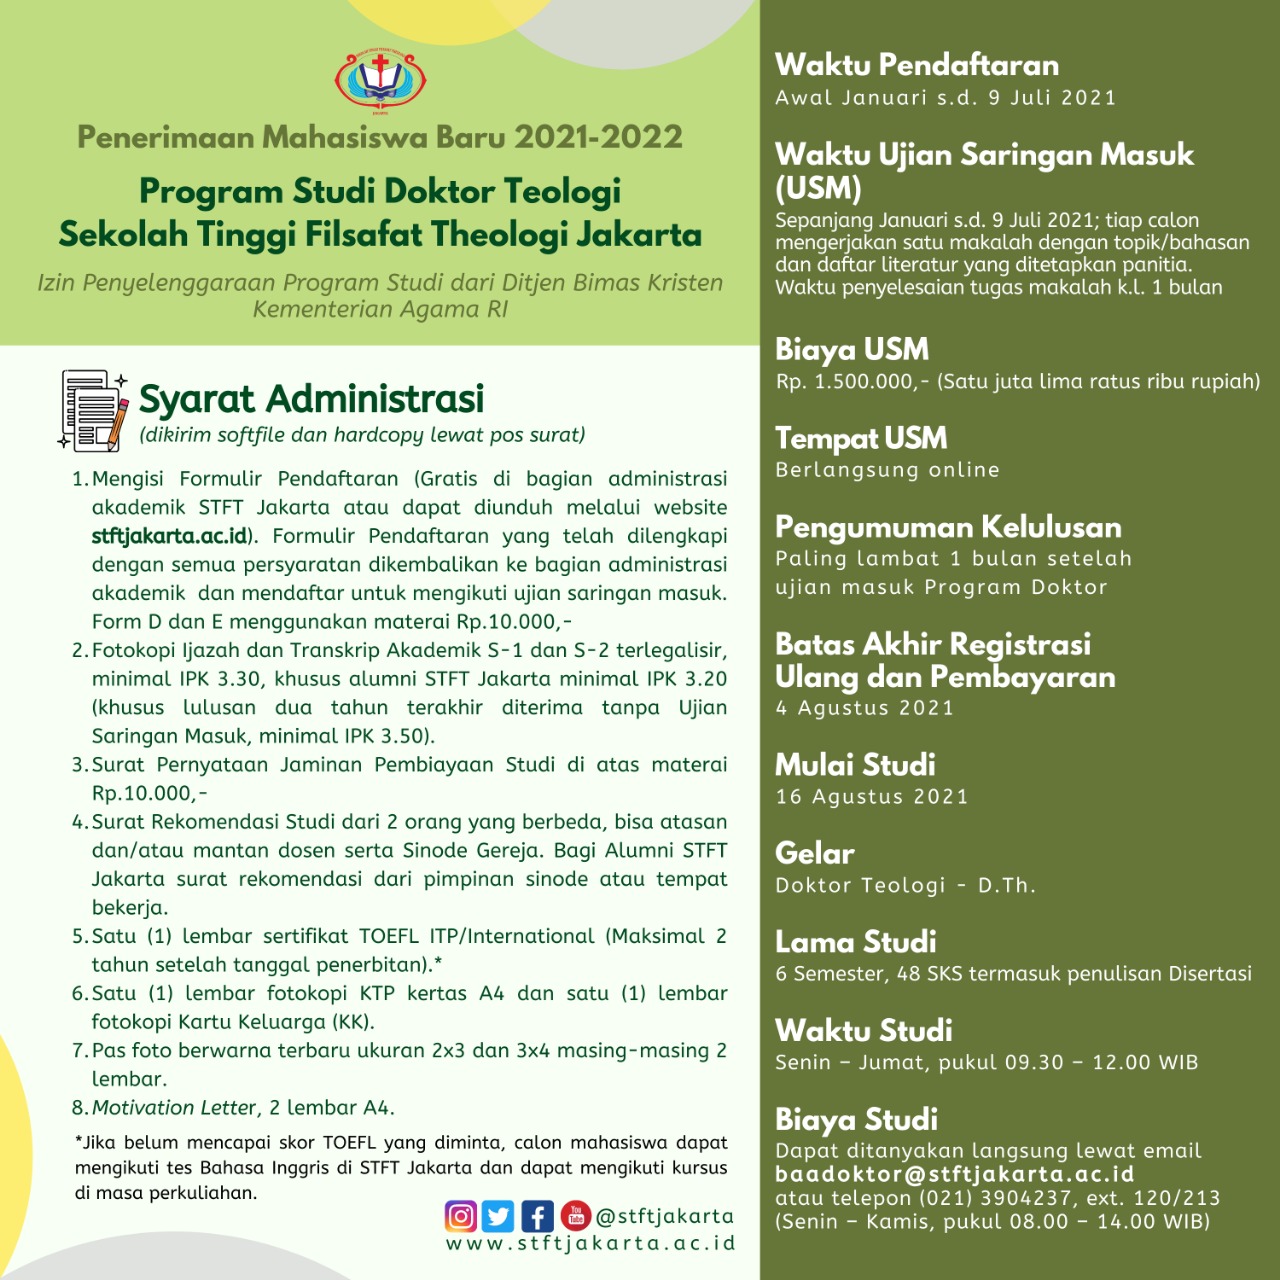 Penerimaan Mahasiswa Baru 2021-2022
Program Studi Doktor Teologi
Sekolah Tinggi Filsafat Theologi Jakarta
Izin Penyelenggaraan Program Studi dari Ditjen Bimas Kristen
Kementerian Agama RI
Syarat Administrasi
(dikirim softfile dan hardcopy lewat pos surat)
1. Mengisi Formulir Pendaftaran (Gratis di bagian administrasi
akademik STFT Jakarta atau dapat diunduh melalui website
stftjakarta.ac.id). Formulir Pendaftaran yang telah dilengkapi
dengan semua persyaratan dikembalikan ke bagian administrasi
akademik dan mendaftar untuk mengikuti ujian saringan masuk.
Form D dan E menggunakan materai Rp.10.000,-
2. Fotokopi Ijazah dan Transkrip Akademik S-1 dan S-2 terlegalisir,
minimal IPK 3.30, khusus alumni STFT Jakarta minimal IPK 3.20
(khusus lulusan dua tahun terakhir diterima tanpa Ujian
Saringan Masuk, minimal IPK 3.50).
3. Surat Pernyataan Jaminan Pembiayaan Studi di atas materai
Rp.10.000,-
4. Surat Rekomendasi Studi dari 2 orang yang berbeda, bisa atasan
dan/atau mantan dosen serta Sinode Gereja. Bagi Alumni STFT
Jakarta surat rekomendasi dari pimpinan sinode atau tempat
bekerja.
5. Satu (1) lembar sertifikat TOEFL ITP/International (Maksimal 2
tahun setelah tanggal penerbitan).*
6. Satu (1) lembar fotokopi KTP kertas A4 dan satu (1) lembar
fotokopi Kartu Keluarga (KK).
7. Pas foto berwarna terbaru ukuran 2x3 dan 3x4 masing-masing 2
lembar.
8. Motivation Letter, 2 lembar A4.
*Jika belum mencapai skor TOEFL yang diminta, calon mahasiswa dapat
mengikuti tes Bahasa Inggris di STFT Jakarta dan dapat mengikuti kursus
di masa perkuliahan.
@stftjakarta
www.stftjakarta.ac.id
Waktu Pendaftaran
Awal Januari s.d. 9 Juli 2021
Waktu Ujian Saringan Masuk
(USM)
Sepanjang Januari s.d. 9 Juli 2021; tiap calon
mengerjakan satu makalah dengan topik/bahasan
dan daftar literatur yang ditetapkan panitia.
Waktu penyelesaian tugas makalah k.l. 1 bulan
Biaya USM
Rp. 1.500.000,- (Satu juta lima ratus ribu rupiah)
Tempat USM
Berlangsung online
Pengumuman Kelulusan
Paling lambat 1 bulan setelah
ujian masuk Program Doktor
Batas Akhir Registrasi
Ulang dan Pembayaran
4 Agustus 2021
Mulai Studi
16 Agustus 2021
Gelar
Doktor Teologi - D.Th.
Lama Studi
6 Semester, 48 SKS termasuk penulisan Disertasi
Waktu Studi
Senin – Jumat, pukul 09.30 – 12.00 WIB
Biaya Studi
Dapat ditanyakan langsung lewat email
baadoktor@stftjakarta.ac.id
atau telepon (021) 3904237, ext. 120/213
(Senin – Kamis, pukul 08.00 – 14.00 WIB)